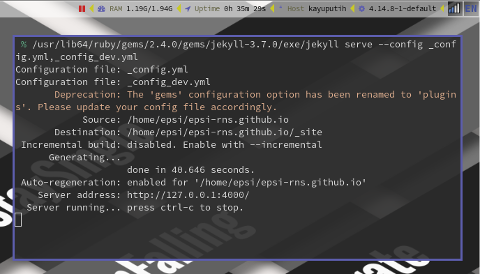 RAM 1.19G/1.94G Uptime 0h 35m 29s * Host kayuputih 4.14.8-1-default EN
% /usr/lib64/ruby/gems/2.4.0/gems/jekyll-3.7.0/exe/jekyll serve --config _conf
ig.yml,_config_dev.yml
Configuration file: _config.yml
Configuration file: _config_dev.yml
Deprecation: The 'gems' configuration option has been renamed to 'plugin
s'. Please update your config file accordingly.
Source: /home/epsi/epsi-rns.github.io
Destination: /home/epsi/epsi-rns.github.io/_site
Incremental build: disabled. Enable with --incremental
Generating...
done in 40.646 seconds.
Auto-regeneration: enabled for '/home/epsi/epsi-rns.github.io'
Server address: http://127.0.0.1:4000/
Server running... press ctrl-c to stop.